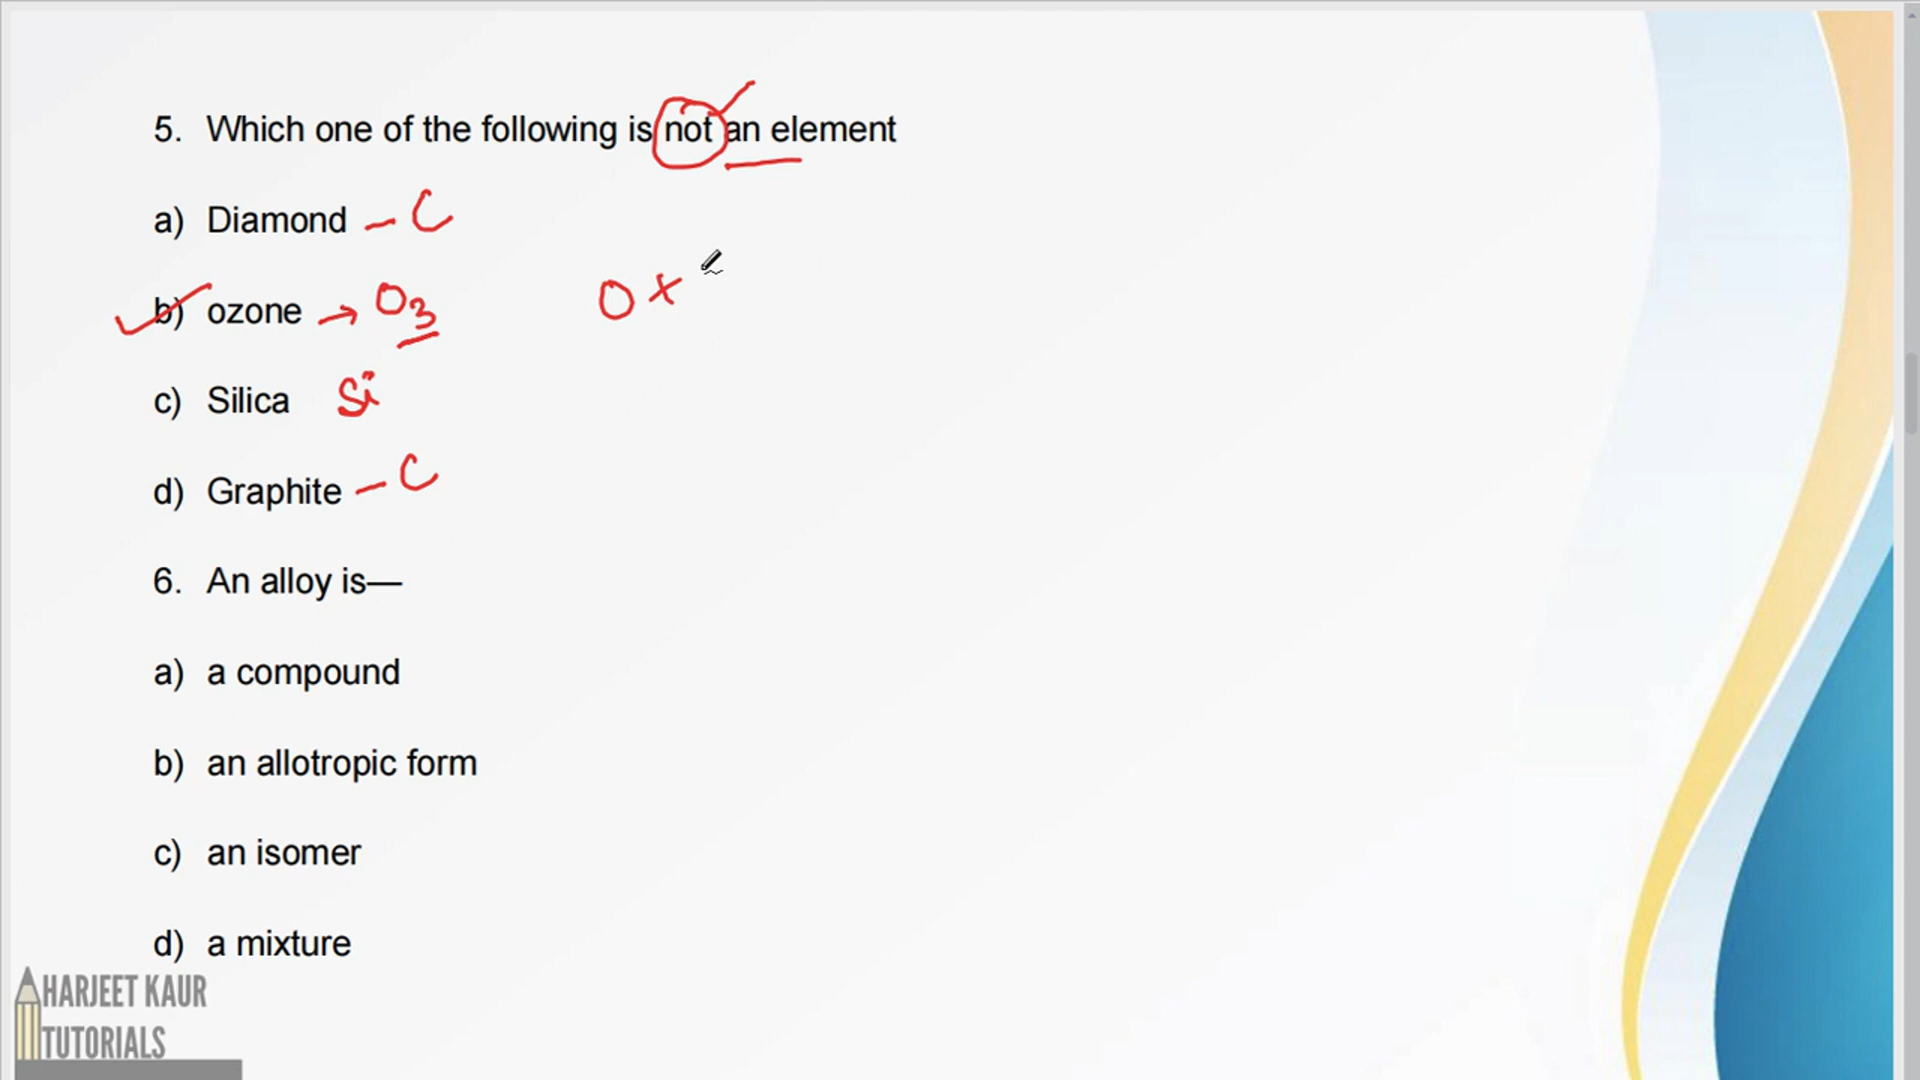 5. Which one of the following is not an element
a) Diamond – C
b) ozone → O3
O +
c) Silica Si
d) Graphite – C
6. An alloy is—
a) a compound
b) an allotropic form
c) an isomer
d) a mixture
HARJEET KAUR
TUTORIALS